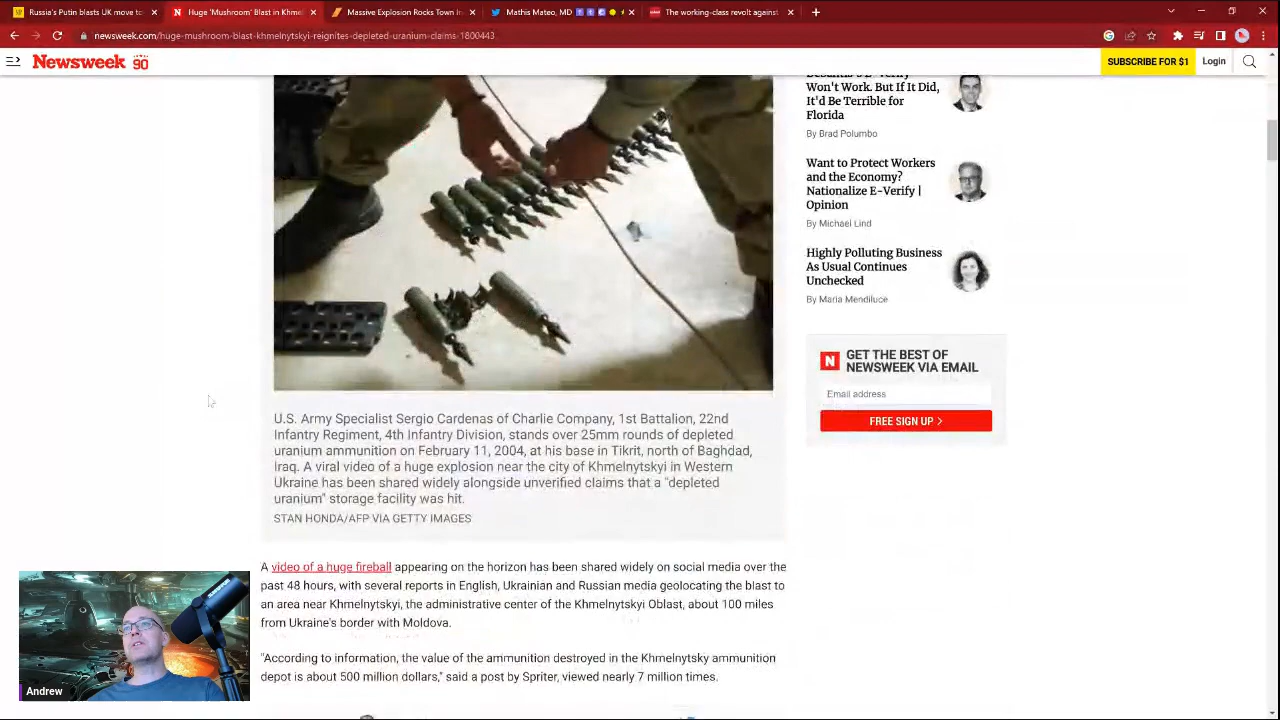 Russia's Putin blasts UK move to
Huge 'Mushroom' Blast in Khme
Massive Explosion Rocks Town in
Mathis Mateo, MD
The working-class revolt against
newsweek.com/huge-mushroom-blast-khmelnytskyi-reignites-depleted-uranium-claims-1800443
Newsweek 90
SUBSCRIBE FOR $1
Login
DeSantis's E-Verify
Won't Work. But If It Did,
It'd Be Terrible for
Florida
By Brad Polumbo
Want to Protect Workers
and the Economy?
Nationalize E-Verify |
Opinion
By Michael Lind
Highly Polluting Business
As Usual Continues
Unchecked
By Maria Mendiluce
N GET THE BEST OF
NEWSWEEK VIA EMAIL
Email address
FREE SIGN UP >
U.S. Army Specialist Sergio Cardenas of Charlie Company, 1st Battalion, 22nd
Infantry Regiment, 4th Infantry Division, stands over 25mm rounds of depleted
uranium ammunition on February 11, 2004, at his base in Tikrit, north of Baghdad,
Iraq. A viral video of a huge explosion near the city of Khmelnytskyi in Western
Ukraine has been shared widely alongside unverified claims that a "depleted
uranium" storage facility was hit.
STAN HONDA/AFP VIA GETTY IMAGES
A video of a huge fireball appearing on the horizon has been shared widely on social media over the
past 48 hours, with several reports in English, Ukrainian and Russian media geolocating the blast to
an area near Khmelnytskyi, the administrative center of the Khmelnytskyi Oblast, about 100 miles
from Ukraine's border with Moldova.
"According to information, the value of the ammunition destroyed in the Khmelnytsky ammunition
depot is about 500 million dollars," said a post by Spriter, viewed nearly 7 million times.
Andrew